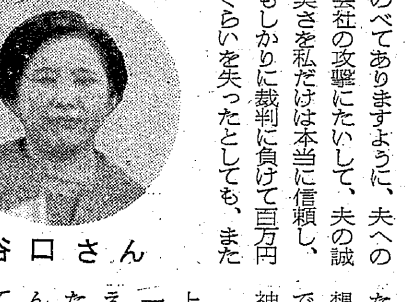 のべてありますように、夫への
会社の攻撃にたいして、夫の誠
実さを私だけは本当に信頼し、
もしかりに裁判に負けて百万円
くらいを失ったとしても、また
谷口さん